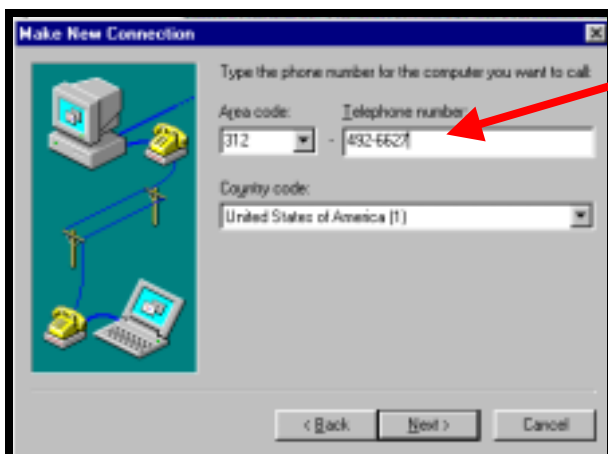 Make New Connection
Type the phone number for the computer you want to call:
Area code: Telephone number:
312 - 492-6627
Country code:
United States of America (1)
< Back Next > Cancel